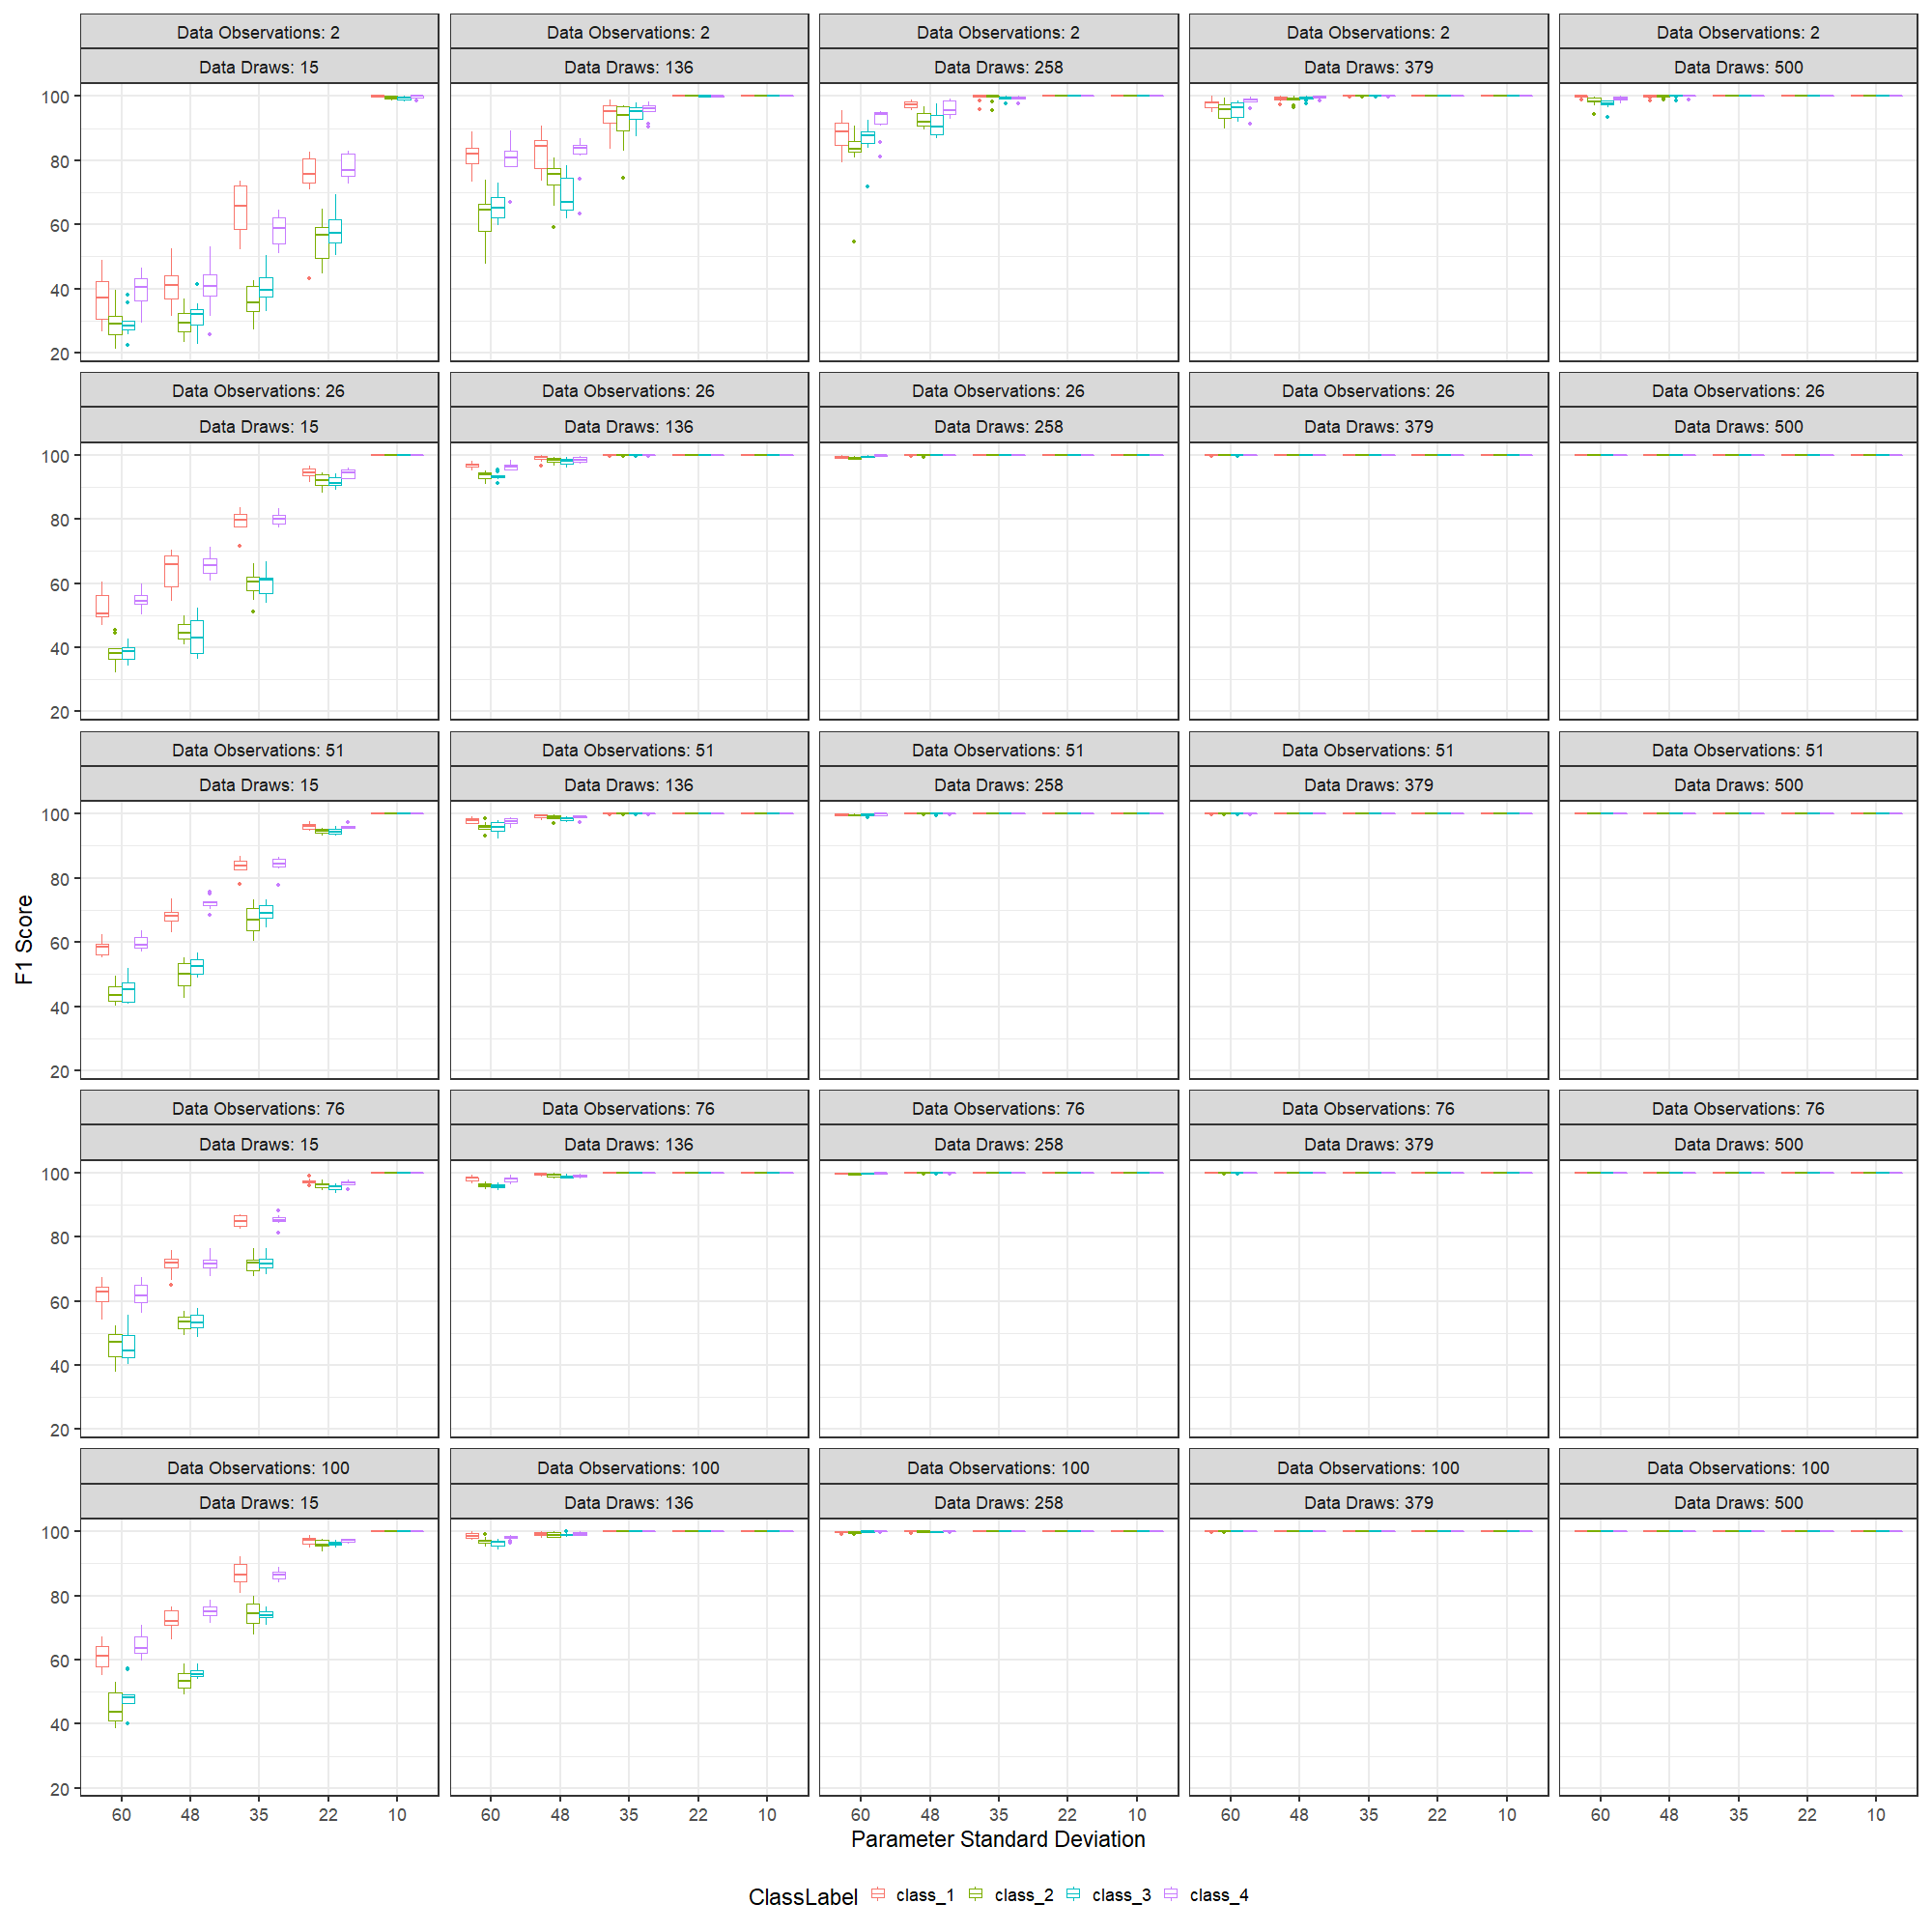 Data Observations: 2 Data Observations: 2 Data Observations: 2 Data Observations: 2 Data Observations: 2
Data Draws: 15 Data Draws: 136 Data Draws: 258 Data Draws: 379 Data Draws: 500
100
80
60
40
20
Data Observations: 26 Data Observations: 26 Data Observations: 26 Data Observations: 26 Data Observations: 26
Data Draws: 15 Data Draws: 136 Data Draws: 258 Data Draws: 379 Data Draws: 500
100
80
60
40
20
Data Observations: 51 Data Observations: 51 Data Observations: 51 Data Observations: 51 Data Observations: 51
Data Draws: 15 Data Draws: 136 Data Draws: 258 Data Draws: 379 Data Draws: 500
100
80
60
40
20
F1 Score
Data Observations: 76 Data Observations: 76 Data Observations: 76 Data Observations: 76 Data Observations: 76
Data Draws: 15 Data Draws: 136 Data Draws: 258 Data Draws: 379 Data Draws: 500
100
80
60
40
20
Data Observations: 100 Data Observations: 100 Data Observations: 100 Data Observations: 100 Data Observations: 100
Data Draws: 15 Data Draws: 136 Data Draws: 258 Data Draws: 379 Data Draws: 500
100
80
60
40
20
60 48 35 22 10 60 48 35 22 10 60 48 35 22 10 60 48 35 22 10 60 48 35 22 10
Parameter Standard Deviation
ClassLabel class_1 class_2 class_3 class_4